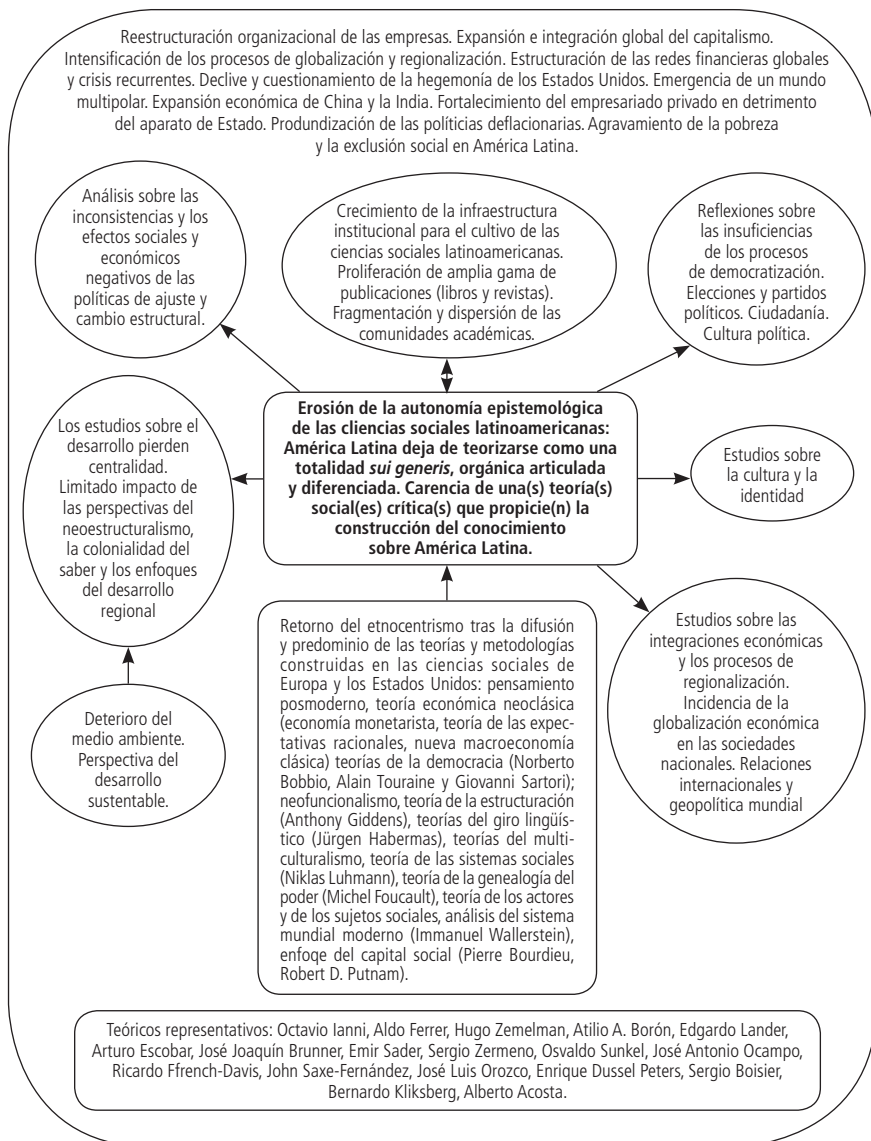 Reestructuración organizacional de las empresas. Expansión e integración global del capitalismo.
Intensificación de los procesos de globalización y regionalización. Estructuración de las redes financieras globales
y crisis recurrentes. Declive y cuestionamiento de la hegemonía de los Estados Unidos. Emergencia de un mundo
multipolar. Expansión económica de China y la India. Fortalecimiento del empresariado privado en detrimento
del aparato de Estado. Produndización de las políticias deflacionarias. Agravamiento de la pobreza
y la exclusión social en América Latina.
Análisis sobre las
inconsistencias y los
efectos sociales y
económicos
negativos de las
políticas de ajuste y
cambio estructural.
Crecimiento de la infraestructura
institucional para el cultivo de las
ciencias sociales latinoamericanas.
Proliferación de amplia gama de
publicaciones (libros y revistas).
Fragmentación y dispersión de las
comunidades académicas.
Reflexiones sobre
las insuficiencias
de los procesos
de democratización.
Elecciones y partidos
políticos. Ciudadanía.
Cultura política.
Los estudios sobre el
desarrollo pierden
centralidad.
Limitado impacto de
las perspectivas del
neoestructuralismo,
la colonialidad del
saber y los enfoques
del desarrollo
regional
Erosión de la autonomía epistemológica
de las cliencias sociales latinoamericanas:
América Latina deja de teorizarse como una
totalidad sui generis, orgánica articulada
y diferenciada. Carencia de una(s) teoría(s)
social(es) crítica(s) que propicie(n) la
construcción del conocimiento
sobre América Latina.
Estudios sobre
la cultura y la
identidad
Deterioro del
medio ambiente.
Perspectiva del
desarrollo
sustentable.
Retorno del etnocentrismo tras la difusión
y predominio de las teorías y metodologías
construidas en las ciencias sociales de
Europa y los Estados Unidos: pensamiento
posmoderno, teoría económica neoclásica
(economía monetarista, teoría de las expec-
tativas racionales, nueva macroeconomía
clásica) teorías de la democracia (Norberto
Bobbio, Alain Touraine y Giovanni Sartori);
neofuncionalismo, teoría de la estructuración
(Anthony Giddens), teorías del giro lingüís-
tico (Jürgen Habermas), teorías del multi-
culturalismo, teoría de las sistemas sociales
(Niklas Luhmann), teoría de la genealogía del
poder (Michel Foucault), teoría de los actores
y de los sujetos sociales, análisis del sistema
mundial moderno (Immanuel Wallerstein),
enfoqe del capital social (Pierre Bourdieu,
Robert D. Putnam).
Estudios sobre las
integraciones económicas
y los procesos de
regionalización.
Incidencia de la
globalización económica
en las sociedades
nacionales. Relaciones
internacionales y
geopolítica mundial
Teóricos representativos: Octavio Ianni, Aldo Ferrer, Hugo Zemelman, Atilio A. Borón, Edgardo Lander,
Arturo Escobar, José Joaquín Brunner, Emir Sader, Sergio Zermeno, Osvaldo Sunkel, José Antonio Ocampo,
Ricardo Ffrench-Davis, John Saxe-Fernández, José Luis Orozco, Enrique Dussel Peters, Sergio Boisier,
Bernardo Kliksberg, Alberto Acosta.